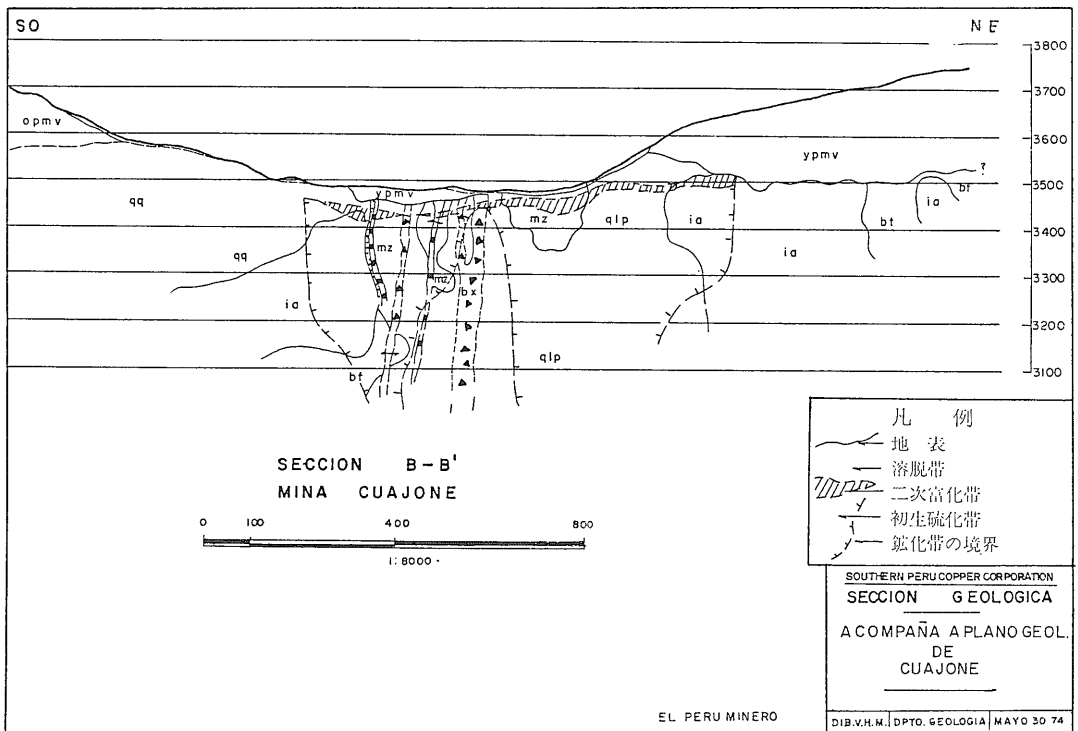 SO
NE
3800
3700
opmv
3600
ypmv
?
3500
ypmv
qq
mz
qlp
ia
bt
ia
bt
3400
qq
mz
ia
mz
bx
3300
ia
3200
qlp
bt
3100
SECCION B-B'
MINA CUAJONE
0 100 400 800
1:8000
凡例
地表
溶脱帯
?
二次富化帯
初生硫化帯
鉱化帯の境界
SOUTHERN PERU COPPER CORPORATION
SECCION GEOLOGICA
ACOMPAÑA A PLANO GEOL.
DE
CUAJONE
EL PERU MINERO
DIB.V.H.M. DPTO. GEOLOGIA MAYO 30 74